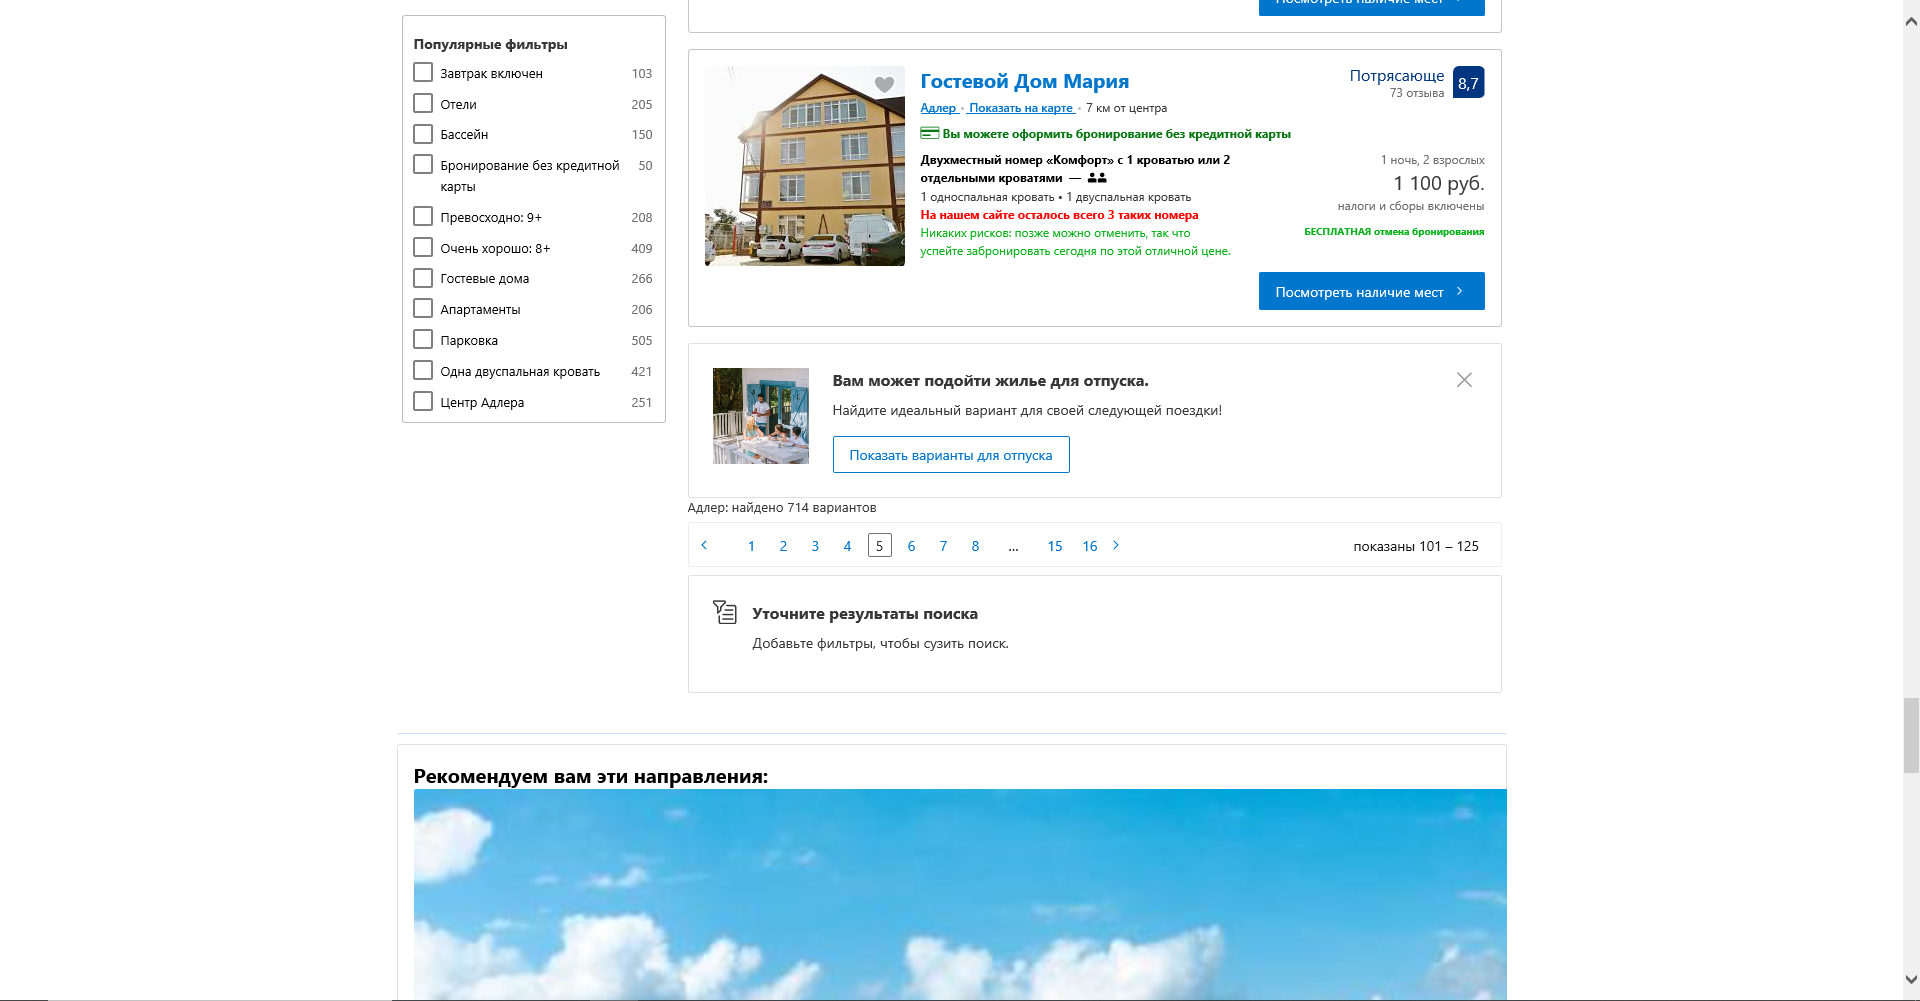 Посмотреть наличие мест
Популярные фильтры
Завтрак включен 103
Отели 205
Бассейн 150
Бронирование без кредитной 50
карты
Превосходно: 9+ 208
Очень хорошо: 8+ 409
Гостевые дома 266
Апартаменты 206
Парковка 505
Одна двуспальная кровать 421
Центр Адлера 251
Гостевой Дом Мария
Адлер • Показать на карте • 7 км от центра
Вы можете оформить бронирование без кредитной карты
Двухместный номер «Комфорт» с 1 кроватью или 2
отдельными кроватями —
1 односпальная кровать • 1 двуспальная кровать
На нашем сайте осталось всего 3 таких номера
Никаких рисков: позже можно отменить, так что
успейте забронировать сегодня по этой отличной цене.
Потрясающе 8,7
73 отзыва
1 ночь, 2 взрослых
1 100 руб.
налоги и сборы включены
БЕСПЛАТНАЯ отмена бронирования
Посмотреть наличие мест
Вам может подойти жилье для отпуска.
Найдите идеальный вариант для своей следующей поездки!
Показать варианты для отпуска
Адлер: найдено 714 вариантов
1 2 3 4 5 6 7 8 ... 15 16 показаны 101 – 125
Уточните результаты поиска
Добавьте фильтры, чтобы сузить поиск.
Рекомендуем вам эти направления: